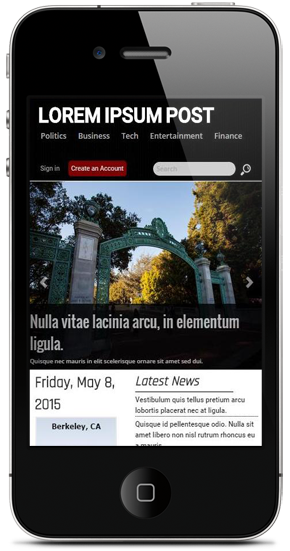 LOREM IPSUM POST
Politics Business Tech Entertainment Finance
Sign in Create an Account Search
Nulla vitae lacinia arcu, in elementum
ligula.
Quisque nec mauris in elit scelerisque ornare sit amet sed dui.
Friday, May 8,
2015
Berkeley, CA
Latest News
Vestibulum quis tellus pretium arcu
lobortis placerat nec at ligula.
Quisque id pellentesque odio. Nulla sit
amet libero non nisl rutrum rhoncus eu